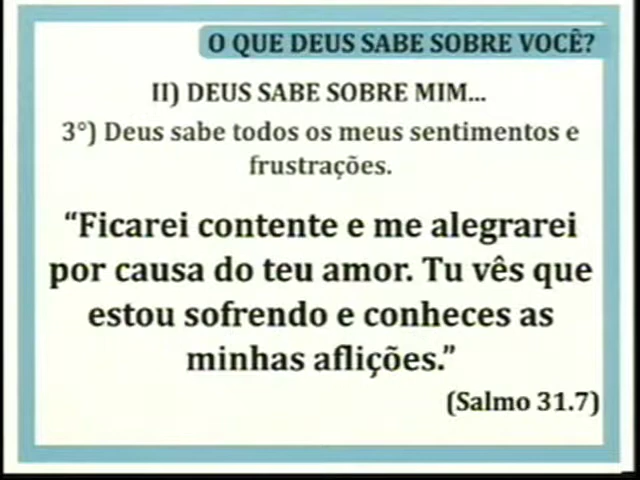 O QUE DEUS SABE SOBRE VOCÊ?
II) DEUS SABE SOBRE MIM...
3°) Deus sabe todos os meus sentimentos e
frustrações.
“Ficarei contente e me alegrarei
por causa do teu amor. Tu vês que
estou sofrendo e conheces as
minhas aflições.”
(Salmo 31.7)